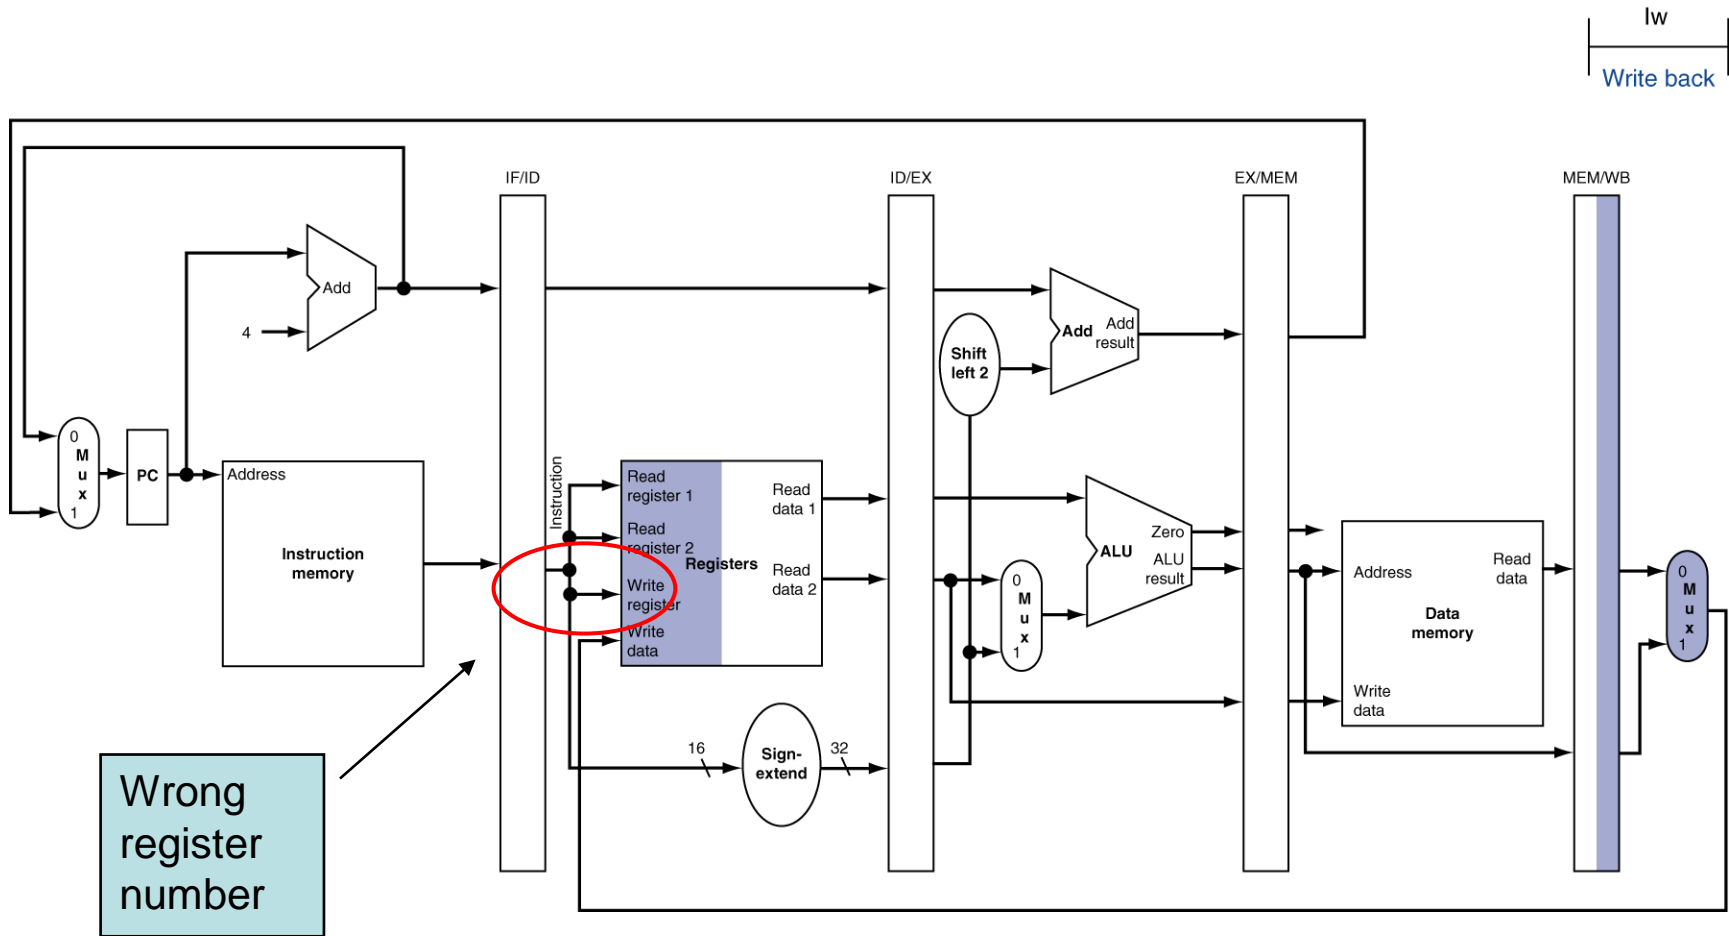 lw
Write back
IF/ID
ID/EX
EX/MEM
MEM/WB
Add
4
Add
Add
result
Shift
left 2
0
M
u
x
1
PC
Address
Instruction
memory
Instruction
Read
register 1
Read
register 2
Write
register
Write
data
Registers
Read
data 1
Read
data 2
16
Sign-
extend
32
0
M
u
x
1
ALU
Zero
ALU
result
Address
Read
data
Data
memory
Write
data
0
M
u
x
1
Wrong
register
number